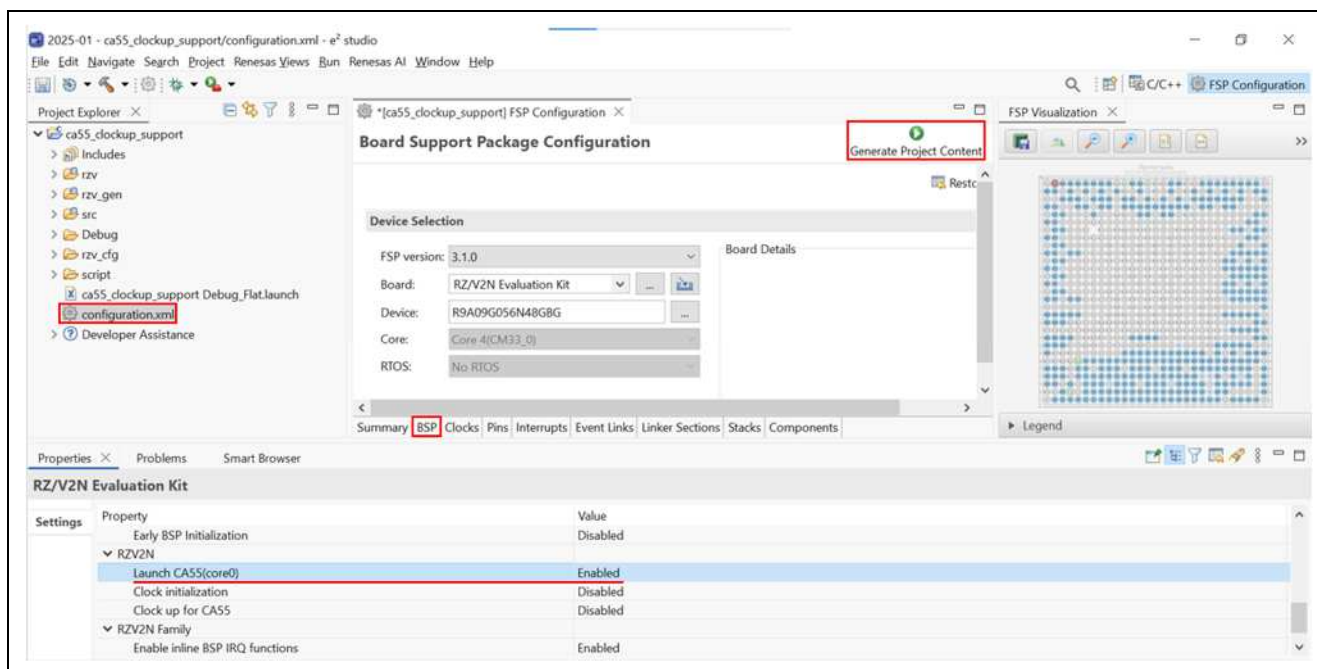 2025-01 - ca55_clockup_support/configuration.xml - e² studio
File Edit Navigate Search Project Renesas Views Run Renesas AI Window Help
C/C++ FSP Configuration
Project Explorer
ca55_clockup_support
Includes
rzv
rzv_gen
src
Debug
rzv_cfg
script
ca55_clockup_support Debug_Flat.launch
configuration.xml
Developer Assistance
*[ca55_clockup_support] FSP Configuration
Board Support Package Configuration
Generate Project Content
Restc
Device Selection
FSP version: 3.1.0
Board: RZ/V2N Evaluation Kit ...
Device: R9A09G056N48GBG ...
Core: Core 4(CM33_0)
RTOS: No RTOS
Board Details
Summary BSP Clocks Pins Interrupts Event Links Linker Sections Stacks Components
FSP Visualization
Legend
Properties Problems Smart Browser
RZ/V2N Evaluation Kit
Settings
Property Value
Early BSP Initialization Disabled
RZV2N
Launch CA55(core0) Enabled
Clock initialization Disabled
Clock up for CA55 Disabled
RZV2N Family
Enable inline BSP IRQ functions Enabled